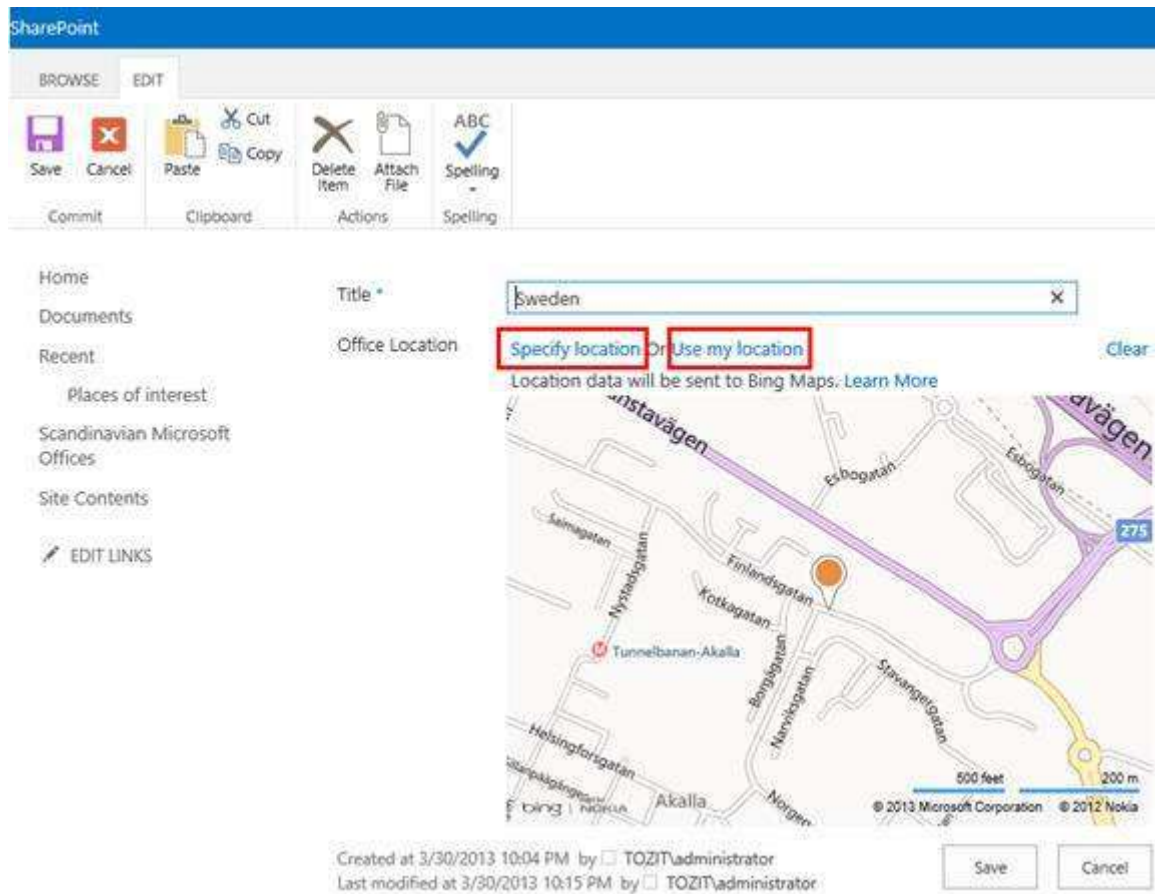 SharePoint
BROWSE EDIT
Save Cancel Paste Cut Copy Delete Item Attach File ABC Spelling
Commit Clipboard Actions Spelling
Home
Documents
Recent
Places of interest
Scandinavian Microsoft
Offices
Site Contents
EDIT LINKS
Title * Sweden
Office Location Specify location Or Use my location Clear
Location data will be sent to Bing Maps. Learn More
nstavägen
avägen
Esbogatan
Esbogatan
275
Saimagatan
Nystadsgatan
Finlandsgatan
Kotkagatan
Tunnelbanan-Akalla
Borgågatan
Narviksgatan
Stavangergatan
Helsingforsgatan
Akalla
Norgeg
500 feet 200 m
bing | NOKIA © 2013 Microsoft Corporation © 2012 Nokia
Created at 3/30/2013 10:04 PM by TOZIT\administrator
Last modified at 3/30/2013 10:15 PM by TOZIT\administrator
Save Cancel